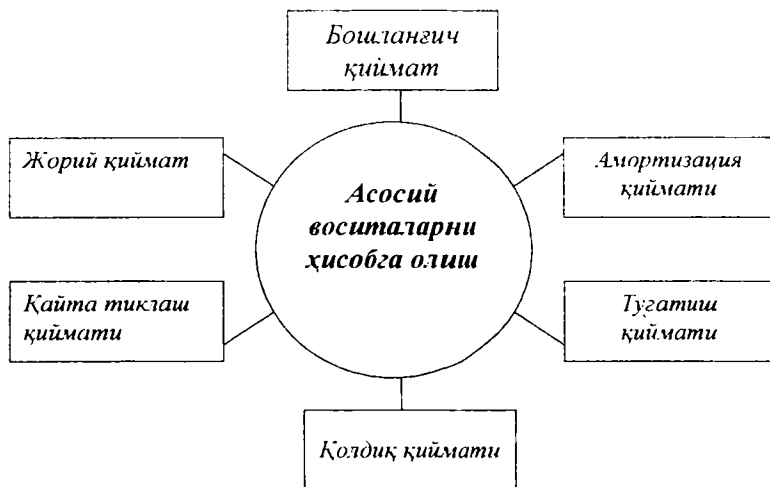 Бошланғич
қиймат
Жорий қиймат
Амортизация
қиймати
Асосий
воситаларни
ҳисобга олиш
Қайта тиклаш
қиймати
Тугатиш
қиймати
Қолдиқ қиймати